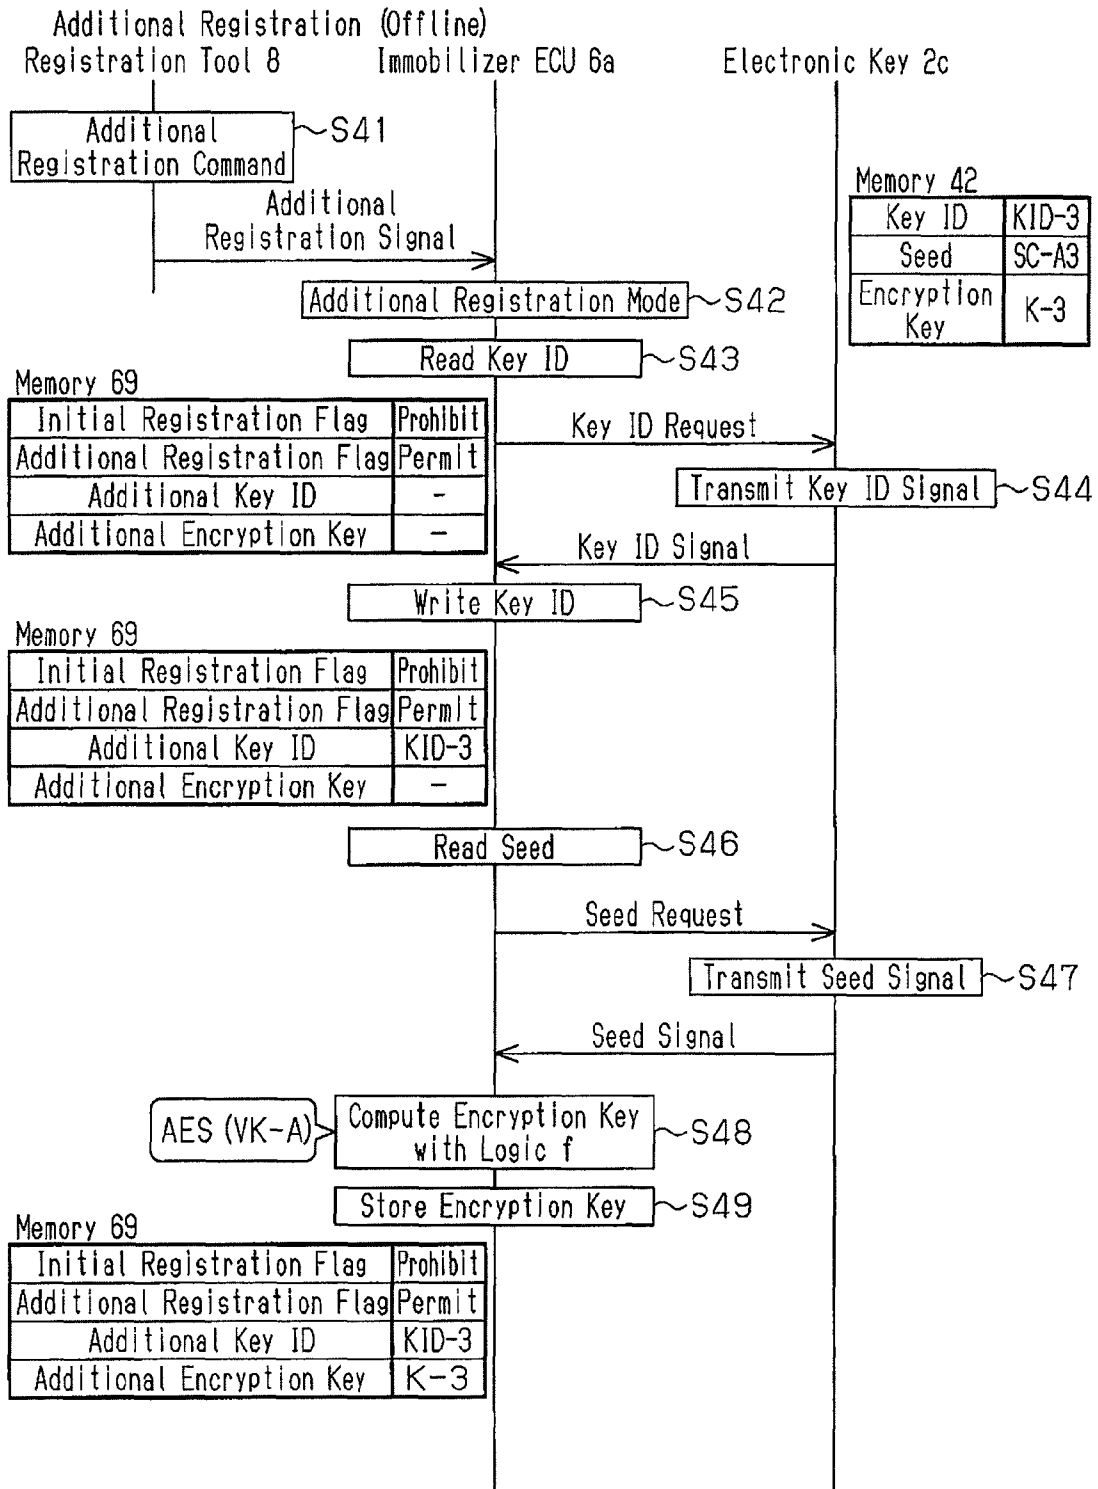 Additional Registration (Offline)
Registration Tool 8
Immobilizer ECU 6a
Electronic Key 2c
Additional
Registration Command
S41
Additional
Registration Signal
Memory 42
Key ID KID-3
Seed SC-A3
Encryption
Key
K-3
Additional Registration Mode
S42
Read Key ID
S43
Memory 69
Initial Registration Flag Prohibit
Additional Registration Flag Permit
Additional Key ID -
Additional Encryption Key -
Key ID Request
Transmit Key ID Signal
S44
Key ID Signal
Write Key ID
S45
Memory 69
Initial Registration Flag Prohibit
Additional Registration Flag Permit
Additional Key ID KID-3
Additional Encryption Key -
Read Seed
S46
Seed Request
Transmit Seed Signal
S47
Seed Signal
AES (VK-A)
Compute Encryption Key
with Logic f
S48
Store Encryption Key
S49
Memory 69
Initial Registration Flag Prohibit
Additional Registration Flag Permit
Additional Key ID KID-3
Additional Encryption Key K-3